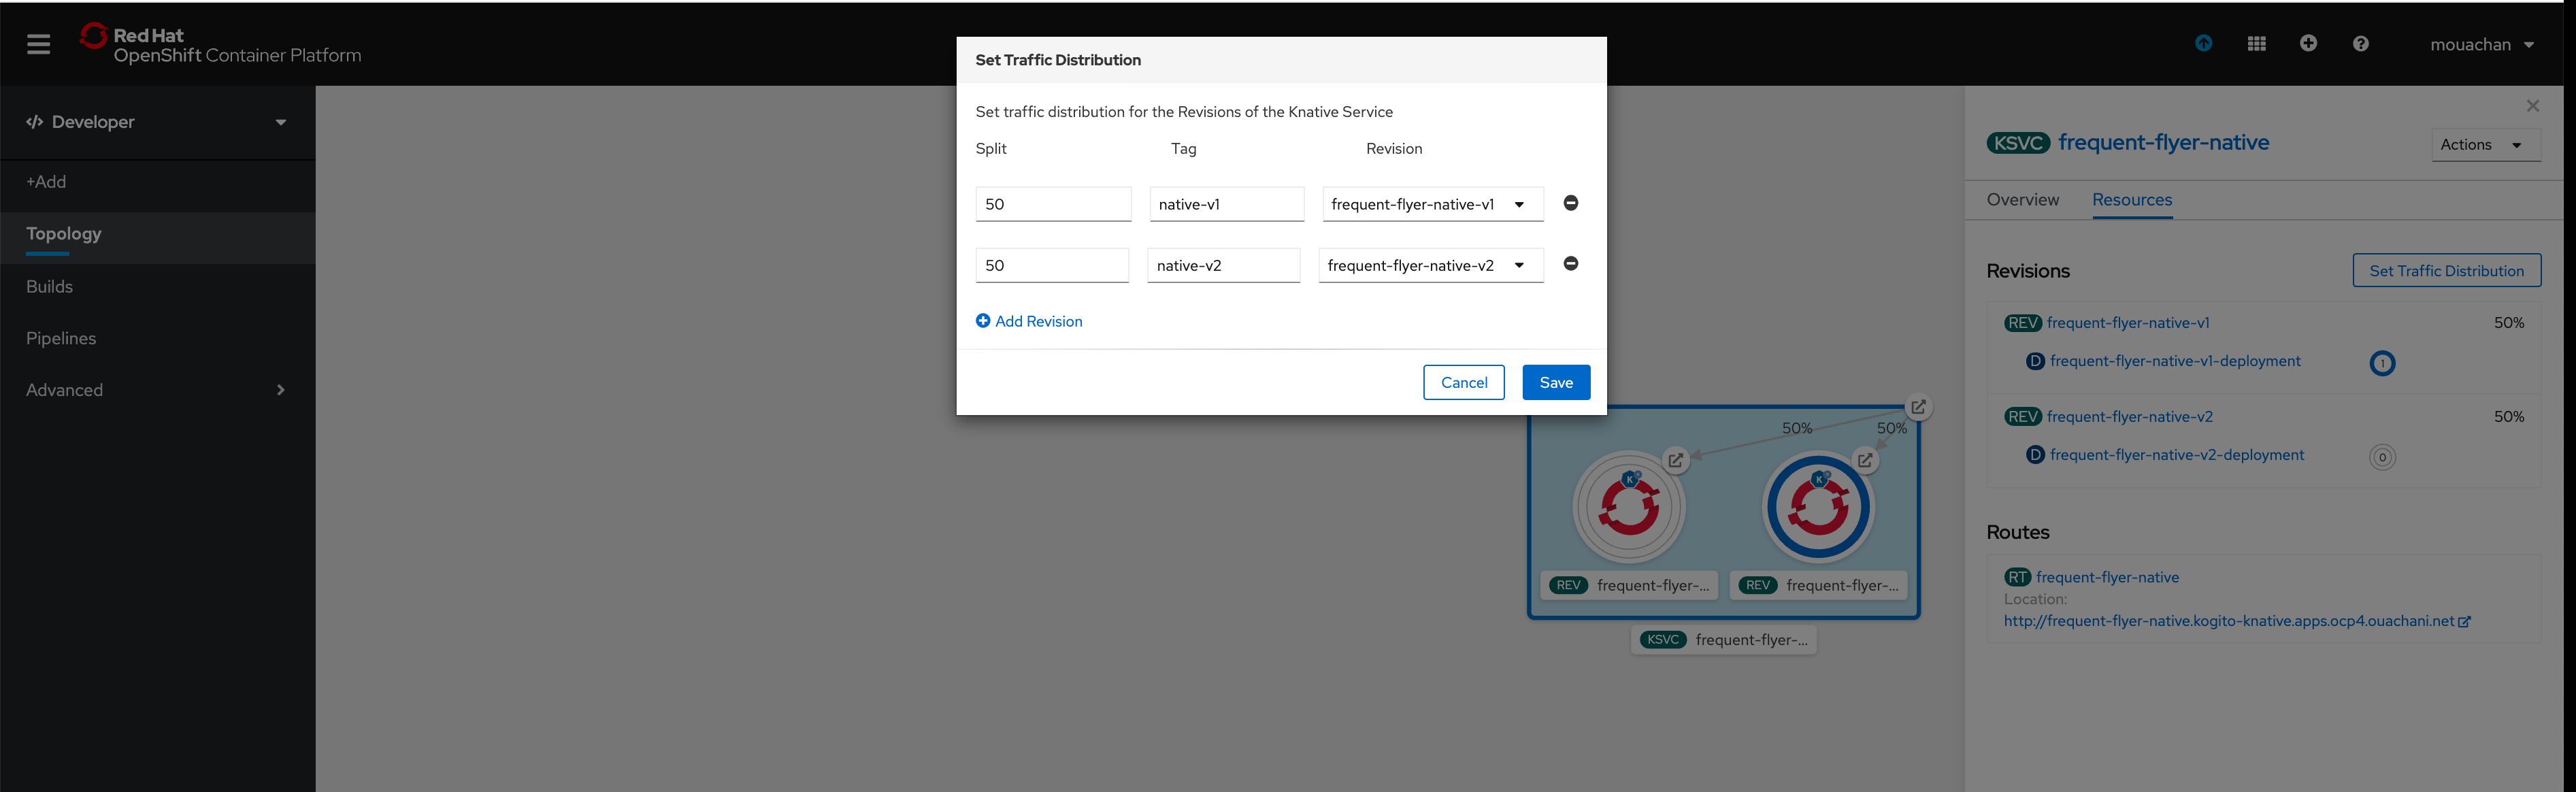 Red Hat
OpenShift Container Platform
mouachan
Developer
+Add
Topology
Builds
Pipelines
Advanced
Set Traffic Distribution
Set traffic distribution for the Revisions of the Knative Service
Split Tag Revision
50 native-v1 frequent-flyer-native-v1
50 native-v2 frequent-flyer-native-v2
Add Revision
Cancel Save
50% 50%
K K
REV frequent-flyer-... REV frequent-flyer-...
KSVC frequent-flyer-...
KSVC frequent-flyer-native
Actions
Overview Resources
Revisions Set Traffic Distribution
REV frequent-flyer-native-v1 50%
D frequent-flyer-native-v1-deployment 1
REV frequent-flyer-native-v2 50%
D frequent-flyer-native-v2-deployment 0
Routes
RT frequent-flyer-native
Location:
http://frequent-flyer-native.kogito-knative.apps.ocp4.ouachani.net